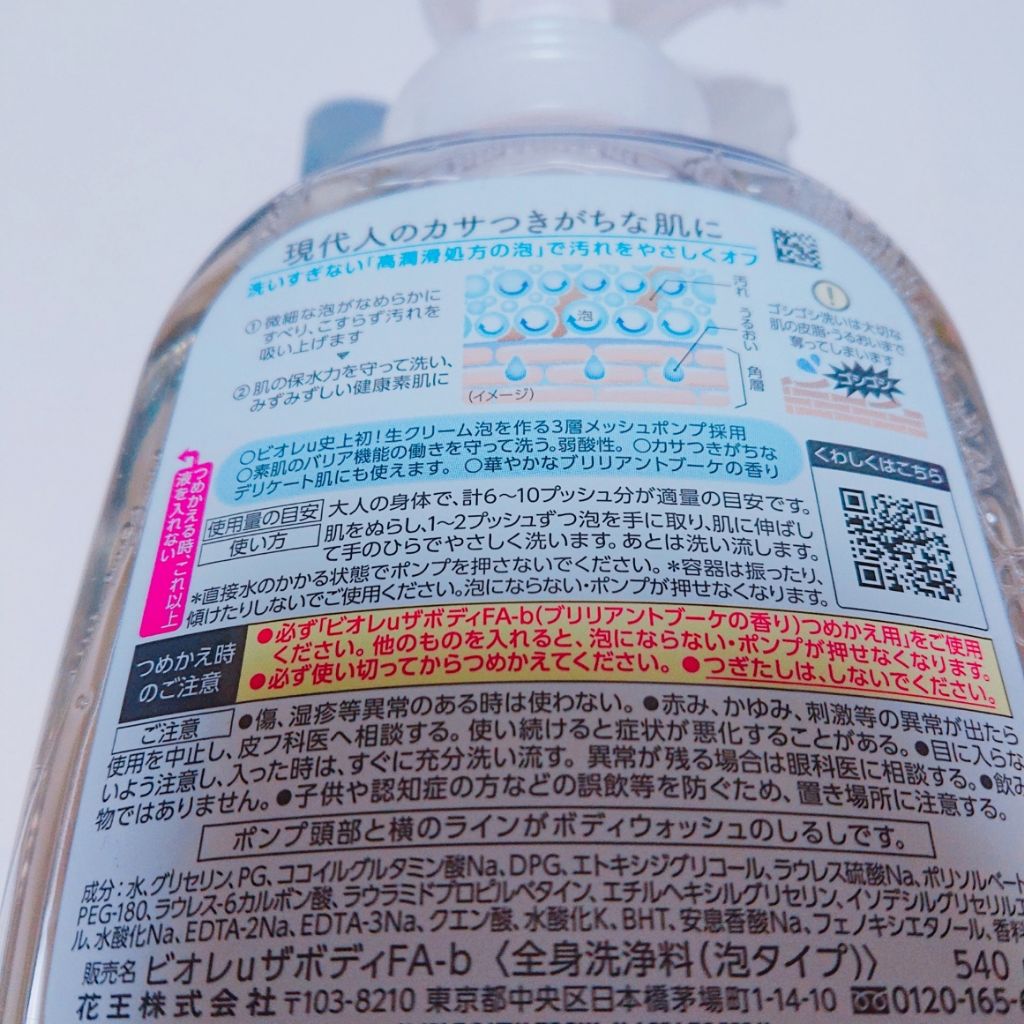 現代人のカサつきがちな肌に
洗いすぎない「高潤滑処方の泡」で汚れをやさしくオフ
①微細な泡がなめらかに
すべり、こすらず汚れを
吸い上げます
②肌の保水力を守って洗い、
みずみずしい健康素肌に
泡
汚れ
うるおい
角層
(イメージ)
ゴシゴシ洗いは大切な
肌の皮脂・うるおいまで
奪ってしまいます
ゴシゴシ
○ビオレu史上初!生クリーム泡を作る3層メッシュポンプ採用
○素肌のバリア機能の働きを守って洗う。弱酸性。 ○カサつきがちな
デリケート肌にも使えます。 ○華やかなブリリアントブーケの香り
くわしくはこちら
つめかえる時、これ以上
液を入れない
使用量の目安 大人の身体で、計6〜10プッシュ分が適量の目安です。
使い方 肌をぬらし、1〜2プッシュずつ泡を手に取り、肌に伸ばし
て手のひらでやさしく洗います。あとは洗い流します。
*直接水のかかる状態でポンプを押さないでください。*容器は振ったり、
傾けたりしないでご使用ください。泡にならない・ポンプが押せなくなります。
つめかえ時
のご注意
●必ず「ビオレuザボディFA-b(ブリリアントブーケの香り)つめかえ用」をご使用
ください。他のものを入れると、泡にならない・ポンプが押せなくなります。
●必ず使い切ってからつめかえてください。 ●つぎたしは、しないでください。
ご注意 ●傷、湿疹等異常のある時は使わない。●赤み、かゆみ、刺激等の異常が出たら
使用を中止し、皮フ科医へ相談する。使い続けると症状が悪化することがある。●目に入らな
いよう注意し、入った時は、すぐに充分洗い流す。異常が残る場合は眼科医に相談する。●飲み
物ではありません。●子供や認知症の方などの誤飲等を防ぐため、置き場所に注意する。
ポンプ頭部と横のラインがボディウォッシュのしるしです。
成分:水、グリセリン、PG、ココイルグルタミン酸Na、DPG、エトキシジグリコール、ラウレス硫酸Na、ポリソルベート
PEG-180、ラウレス-6カルボン酸、ラウラミドプロピルベタイン、エチルヘキシルグリセリン、イソデシルグリセリルエ
ル、水酸化Na、EDTA-2Na、EDTA-3Na、クエン酸、水酸化K、BHT、安息香酸Na、フェノキシエタノール、香料
販売名 ビオレuザボディFA-b 〈全身洗浄料(泡タイプ)〉 540
花王株式会社 〒103-8210 東京都中央区日本橋茅場町1-14-10 0120-165-6